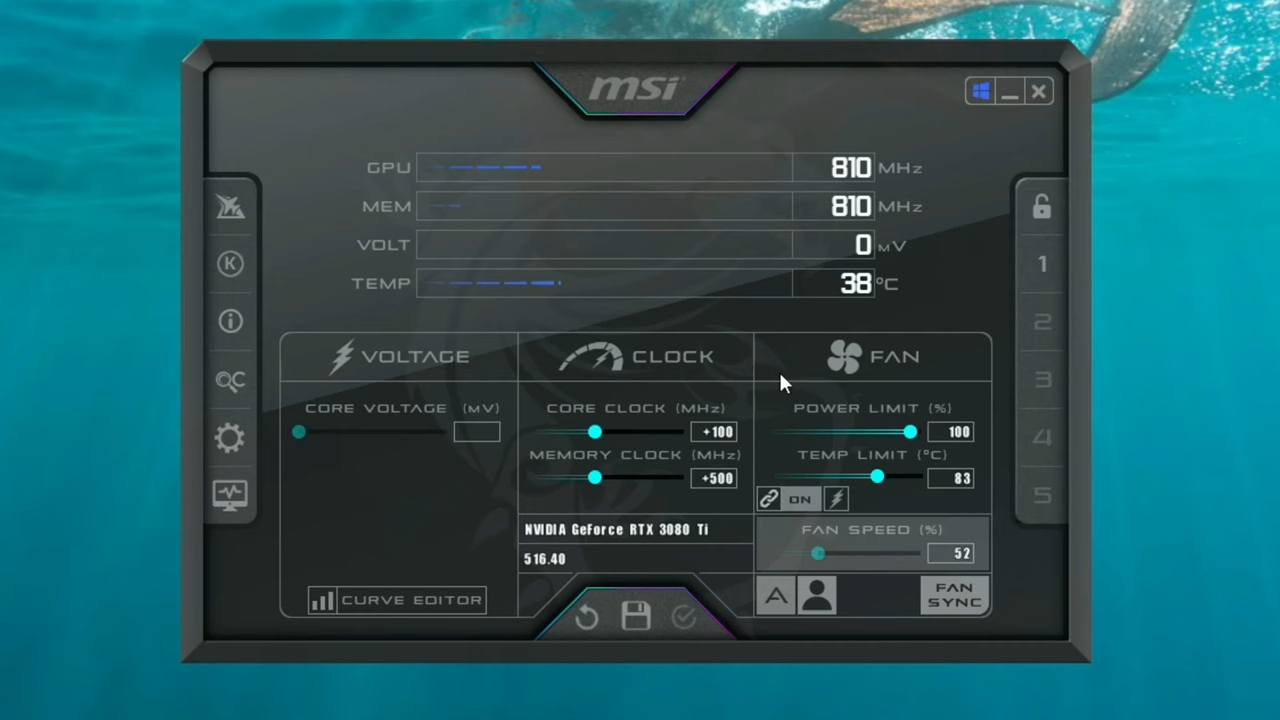 msi
GPU 810 MHz
MEM 810 MHz
VOLT 0 MV
TEMP 38 °C
K
i
OC
1
2
3
4
5
VOLTAGE
CORE VOLTAGE (MV)
CURVE EDITOR
CLOCK
CORE CLOCK (MHz) +100
MEMORY CLOCK (MHz) +500
NVIDIA GeForce RTX 3080 Ti
516.40
FAN
POWER LIMIT (%) 100
TEMP LIMIT (°C) 83
ON
FAN SPEED (%) 52
A
FAN
SYNC